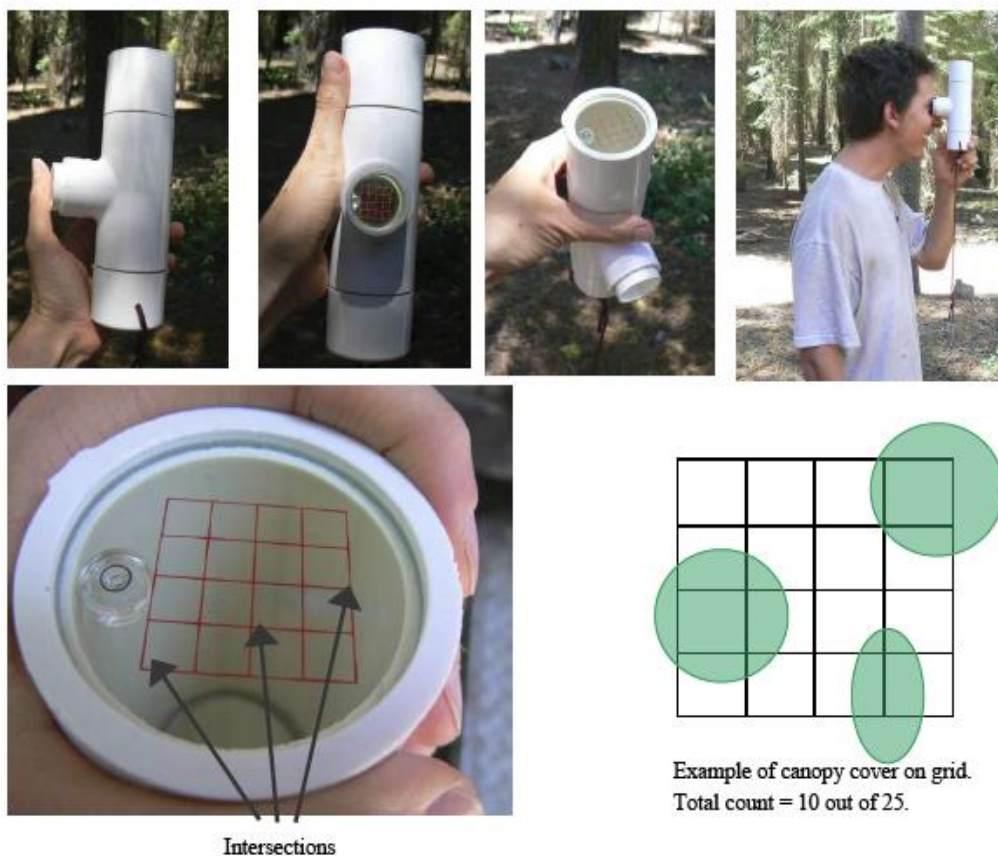 Example of canopy cover on grid.
Total count = 10 out of 25.
Intersections